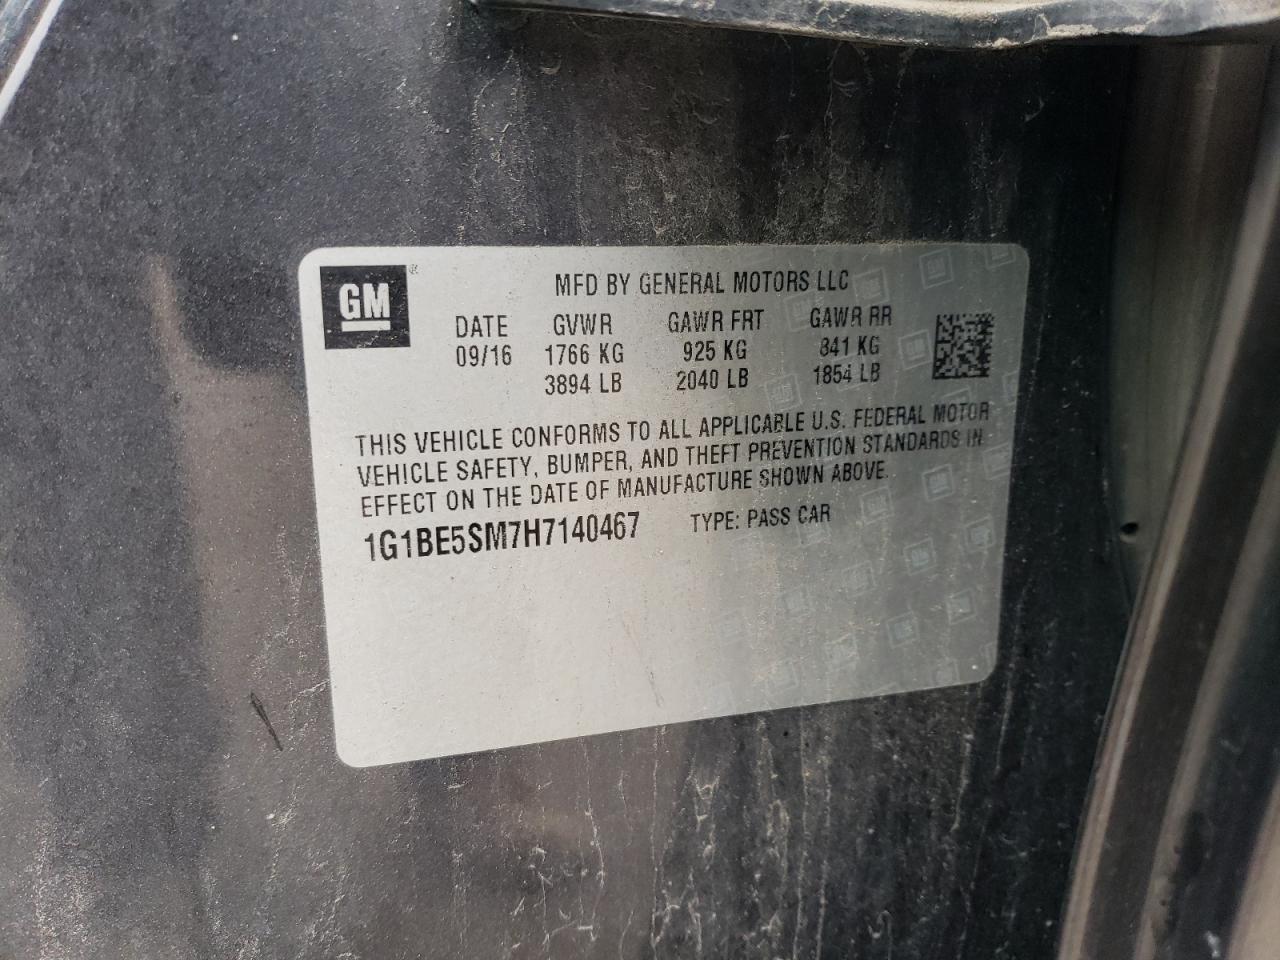 GM ®
MFD BY GENERAL MOTORS LLC
DATE GVWR GAWR FRT GAWR RR
09/16 1766 KG 925 KG 841 KG
3894 LB 2040 LB 1854 LB
THIS VEHICLE CONFORMS TO ALL APPLICABLE U.S. FEDERAL MOTOR
VEHICLE SAFETY, BUMPER, AND THEFT PREVENTION STANDARDS IN
EFFECT ON THE DATE OF MANUFACTURE SHOWN ABOVE.
1G1BE5SM7H7140467 TYPE: PASS CAR